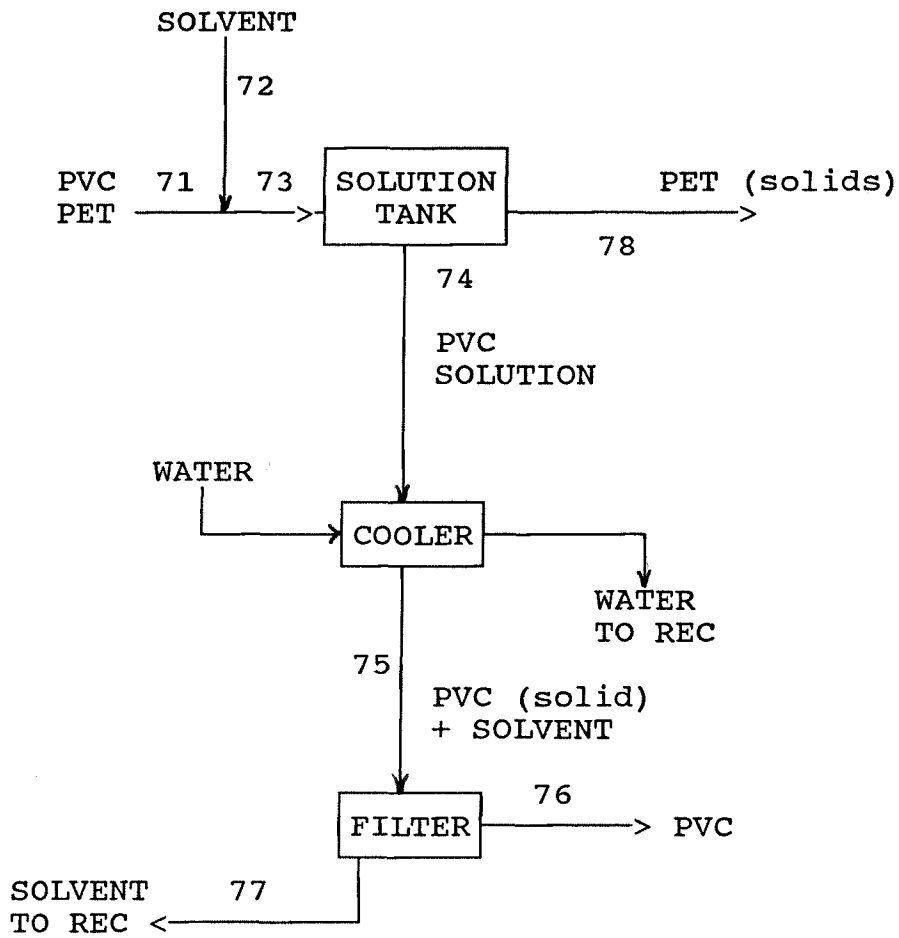 SOLVENT
72
PVC 71 73 SOLUTION PET (solids)
PET TANK
78
74
PVC
SOLUTION
WATER
COOLER
WATER
TO REC
75
PVC (solid)
+ SOLVENT
76
FILTER PVC
SOLVENT 77
TO REC